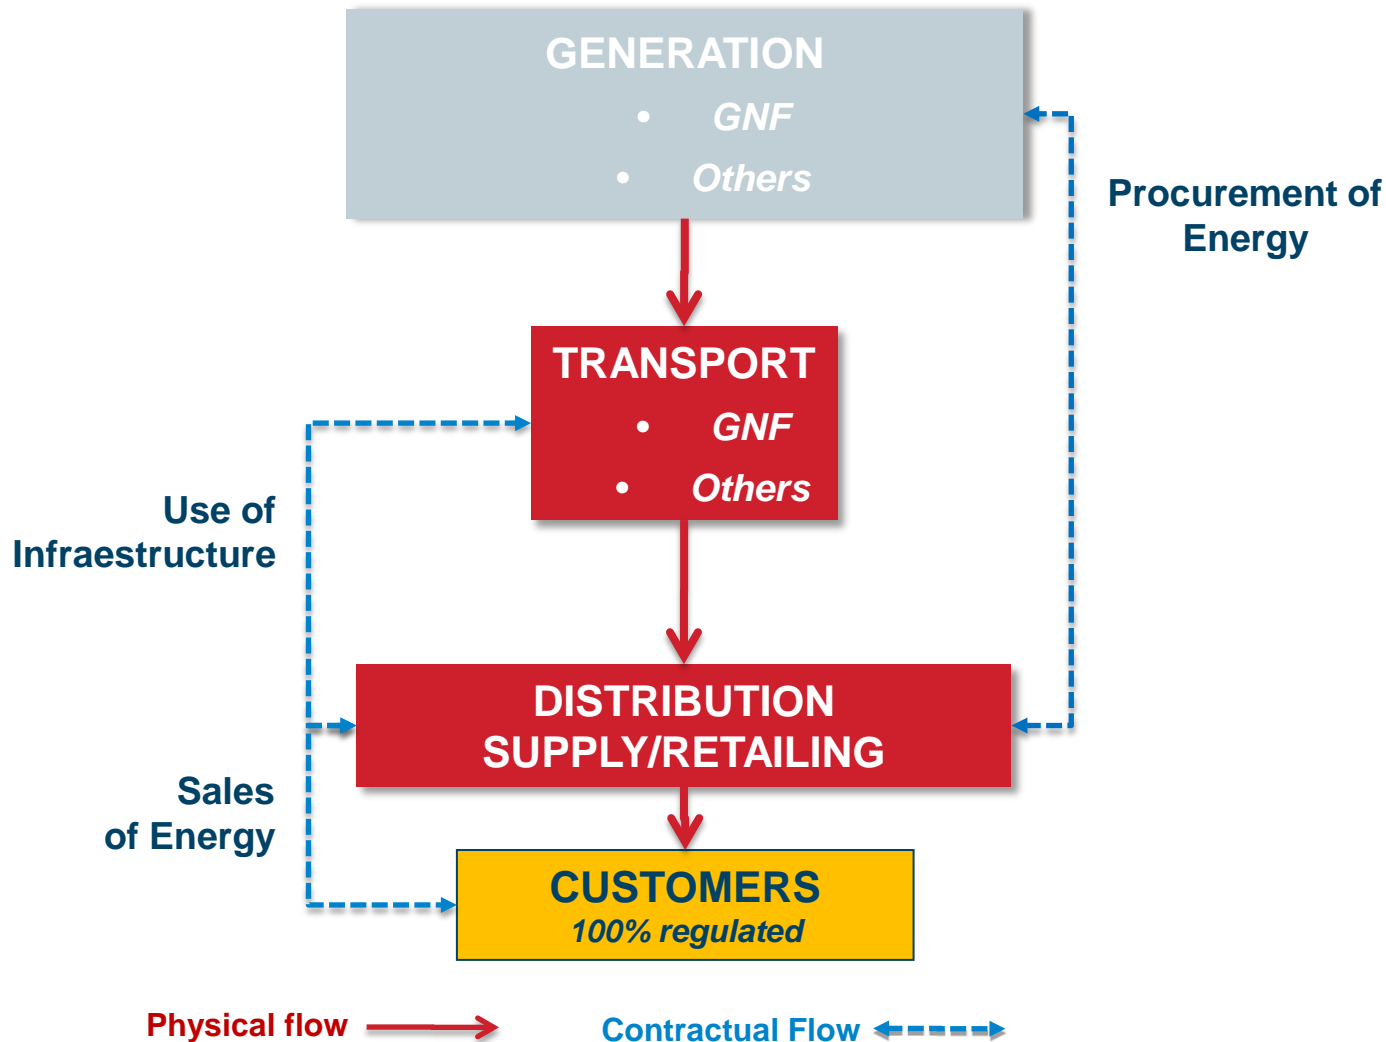 GENERATION
• GNF
• Others
Procurement of
Energy
TRANSPORT
• GNF
• Others
Use of
Infraestructure
DISTRIBUTION
SUPPLY/RETAILING
Sales
of Energy
CUSTOMERS
100% regulated
Physical flow
Contractual Flow